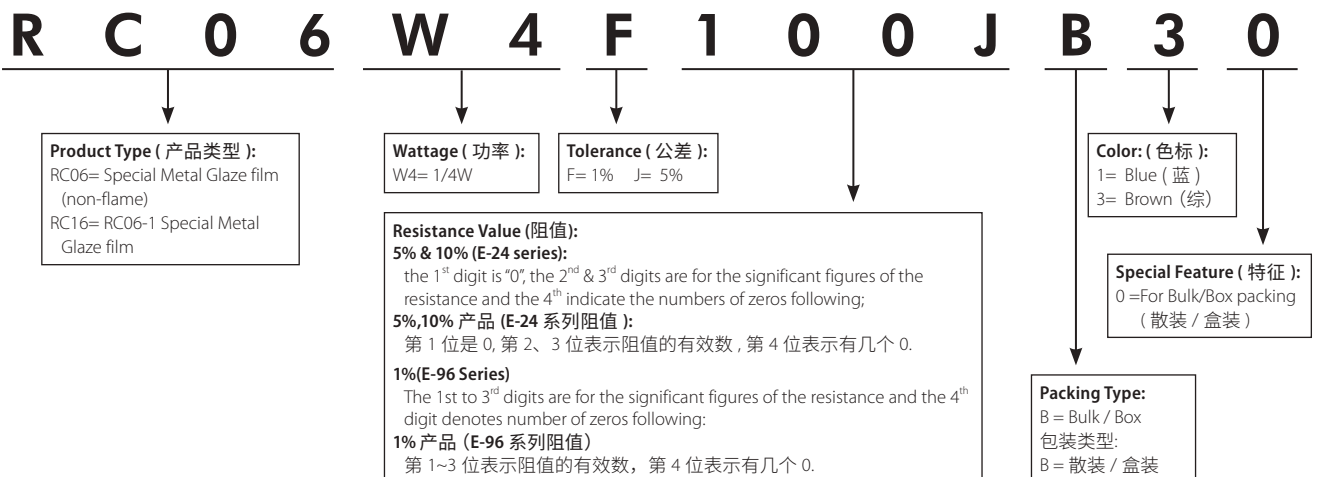 R C 0 6 W 4 F 1 0 0 J B 3 0
Product Type ( 产品类型 ):
RC06= Special Metal Glaze film
(non-flame)
RC16= RC06-1 Special Metal
Glaze film
Wattage ( 功率 ):
W4= 1/4W
Tolerance ( 公差 ):
F= 1% J= 5%
Resistance Value (阻值):
5% & 10% (E-24 series):
the 1st digit is “0”, the 2nd & 3rd digits are for the significant figures of the
resistance and the 4th indicate the numbers of zeros following;
5%,10% 产品 (E-24 系列阻值 ):
第 1 位是 0, 第 2、3 位表示阻值的有效数 , 第 4 位表示有几个 0.
1%(E-96 Series)
The 1st to 3rd digits are for the significant figures of the resistance and the 4th
digit denotes number of zeros following:
1% 产品（E-96 系列阻值）
第 1~3 位表示阻值的有效数，第 4 位表示有几个 0.
Color: ( 色标 ):
1= Blue ( 蓝 )
3= Brown（综）
Special Feature ( 特征 ):
0 =For Bulk/Box packing
( 散装 / 盒装 )
Packing Type:
B = Bulk / Box
包装类型:
B = 散装 / 盒装